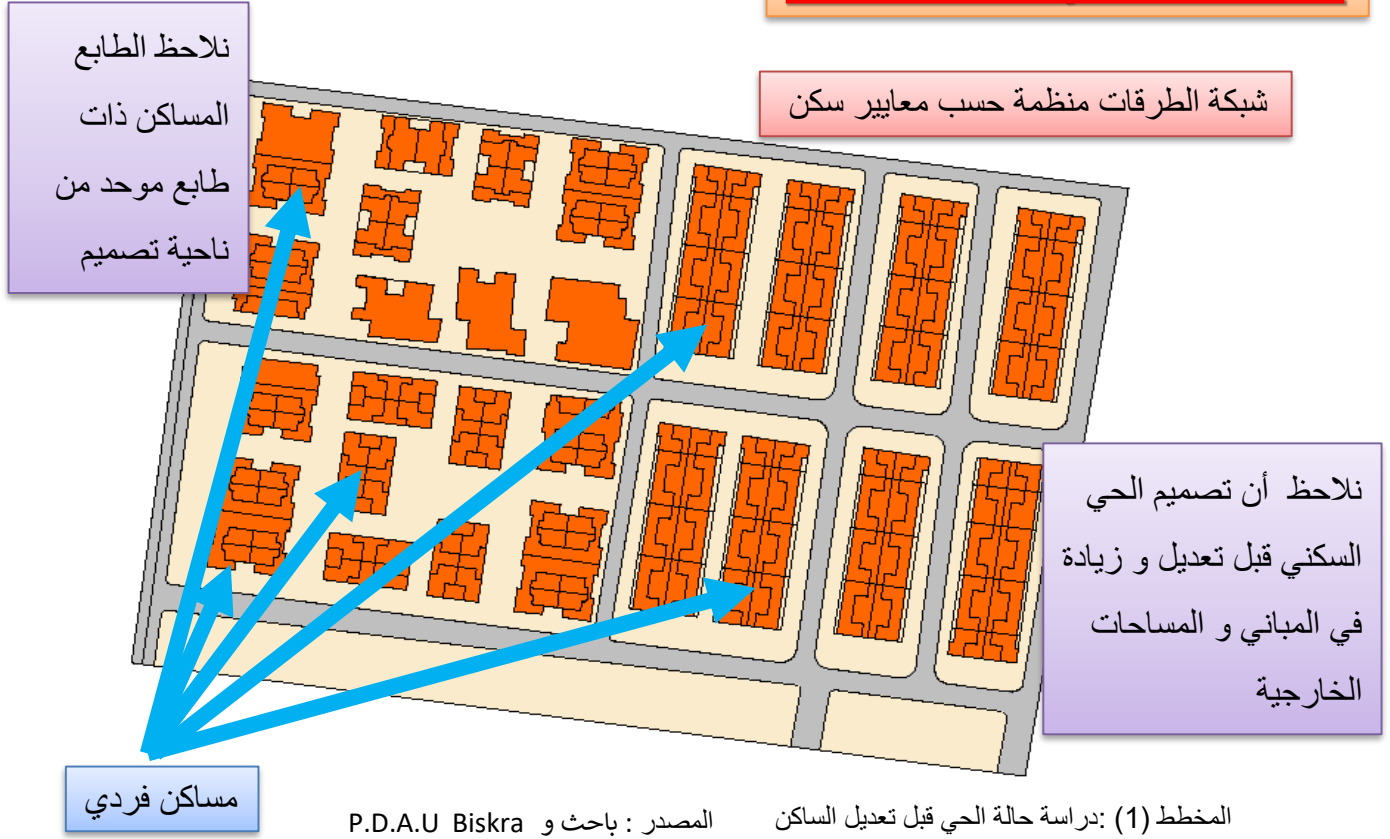 نلاحظ الطابع
المساكن ذات
طابع موحد من
ناحية تصميم
شبكة الطرقات منظمة حسب معايير سكن
نلاحظ أن تصميم الحي
السكني قبل تعديل و زيادة
في المباني و المساحات
الخارجية
مساكن فردي
المخطط (1) :دراسة حالة الحي قبل تعديل الساكن
المصدر : باحث و P.D.A.U Biskra